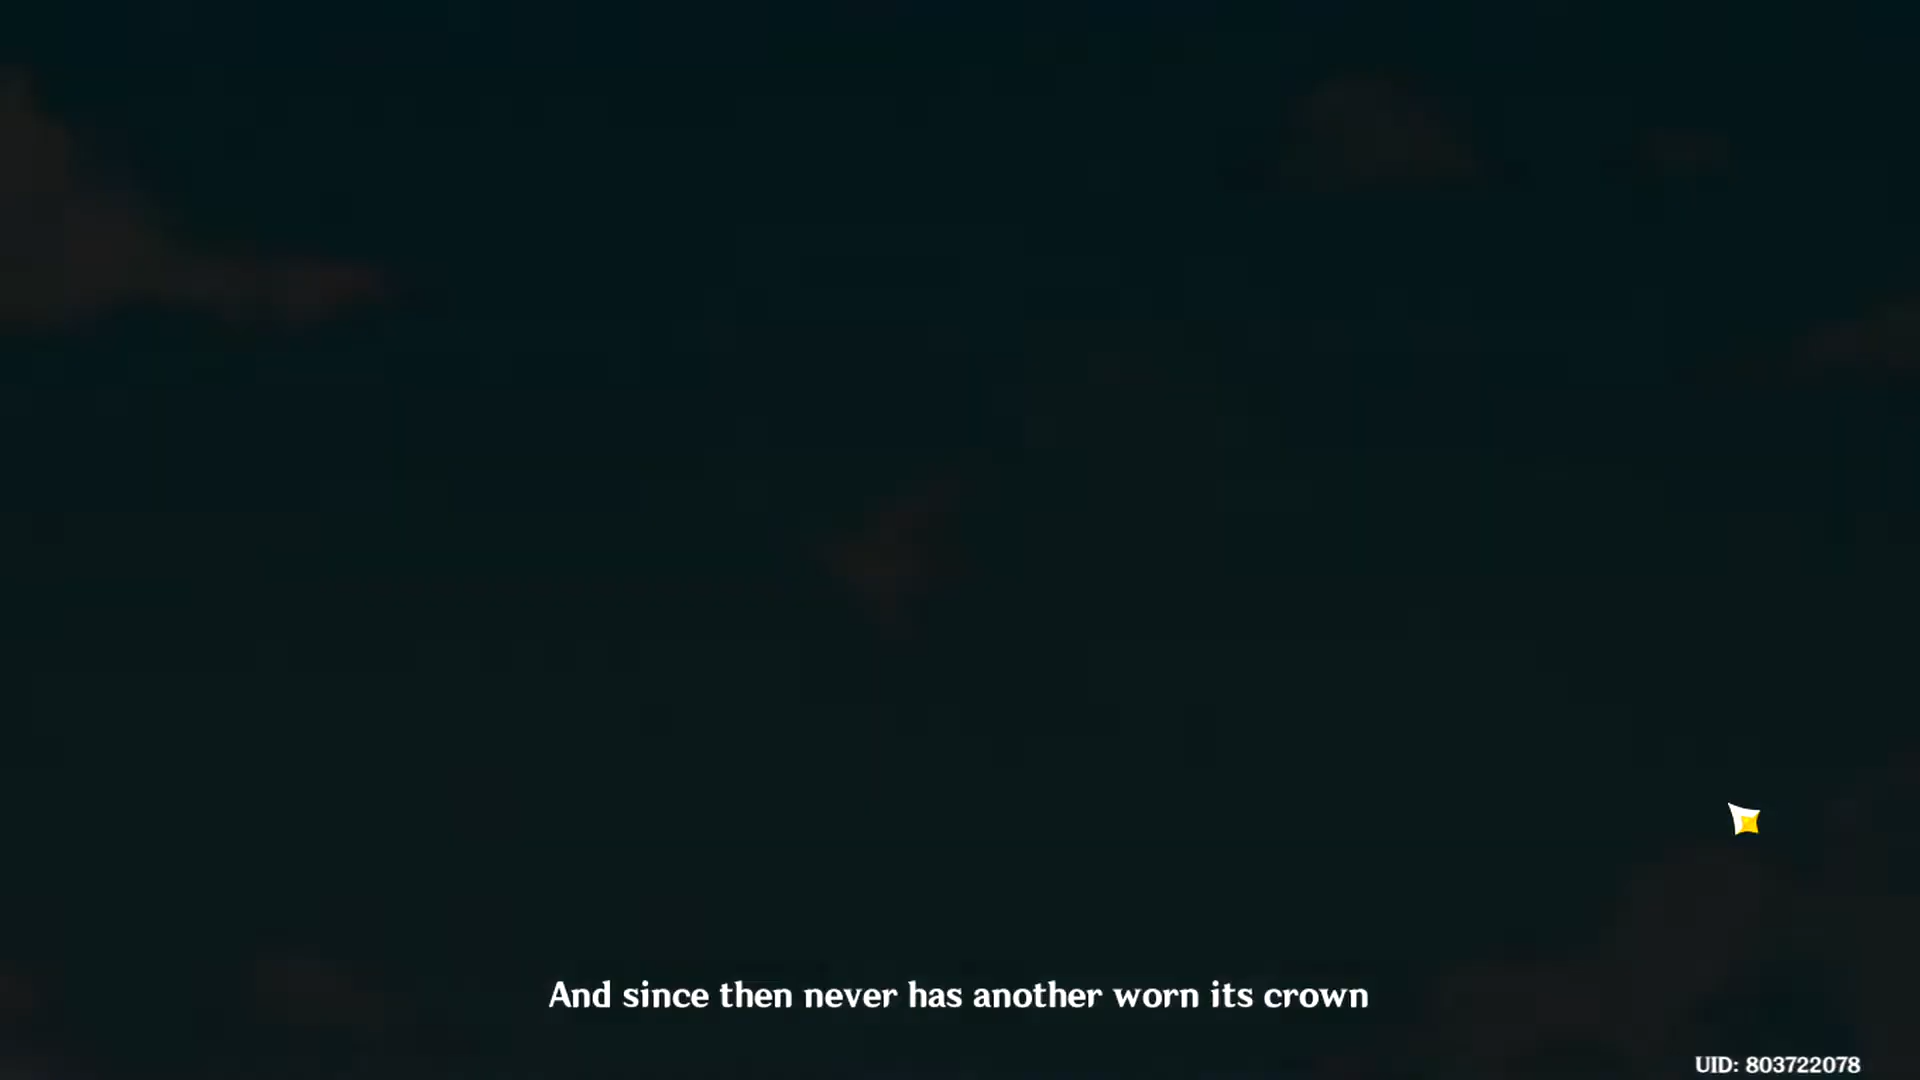 And since then never has another worn its crown
UID: 803722078